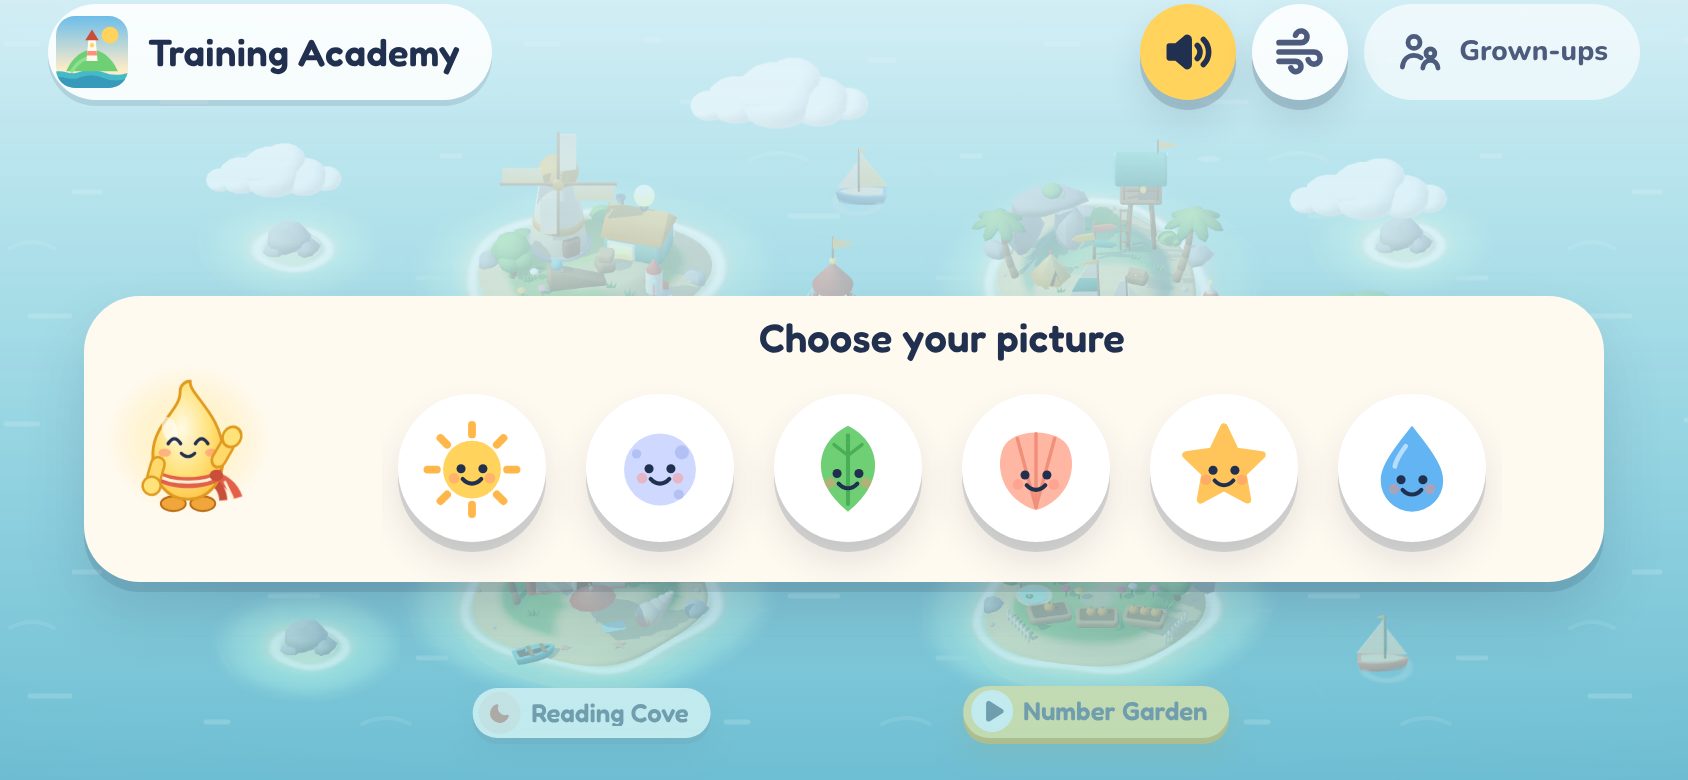 Training Academy
Grown-ups
Choose your picture
Reading Cove
Number Garden